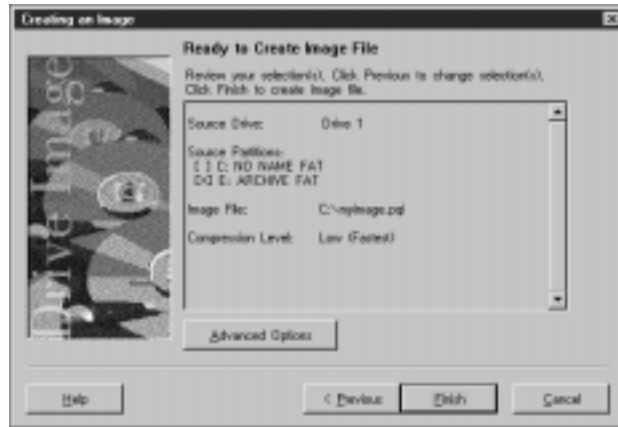 Creating an Image
Drive Image
Ready to Create Image File
Review your selection(s). Click Previous to change selection(s).
Click Finish to create image file.
Source Drive: Drive 1
Source Partitions:
[ ] C: NO NAME FAT
[X] E: ARCHIVE FAT
Image File: C:\myimage.pqi
Compression Level: Low (Fastest)
Advanced Options
Help
< Previous
Finish
Cancel